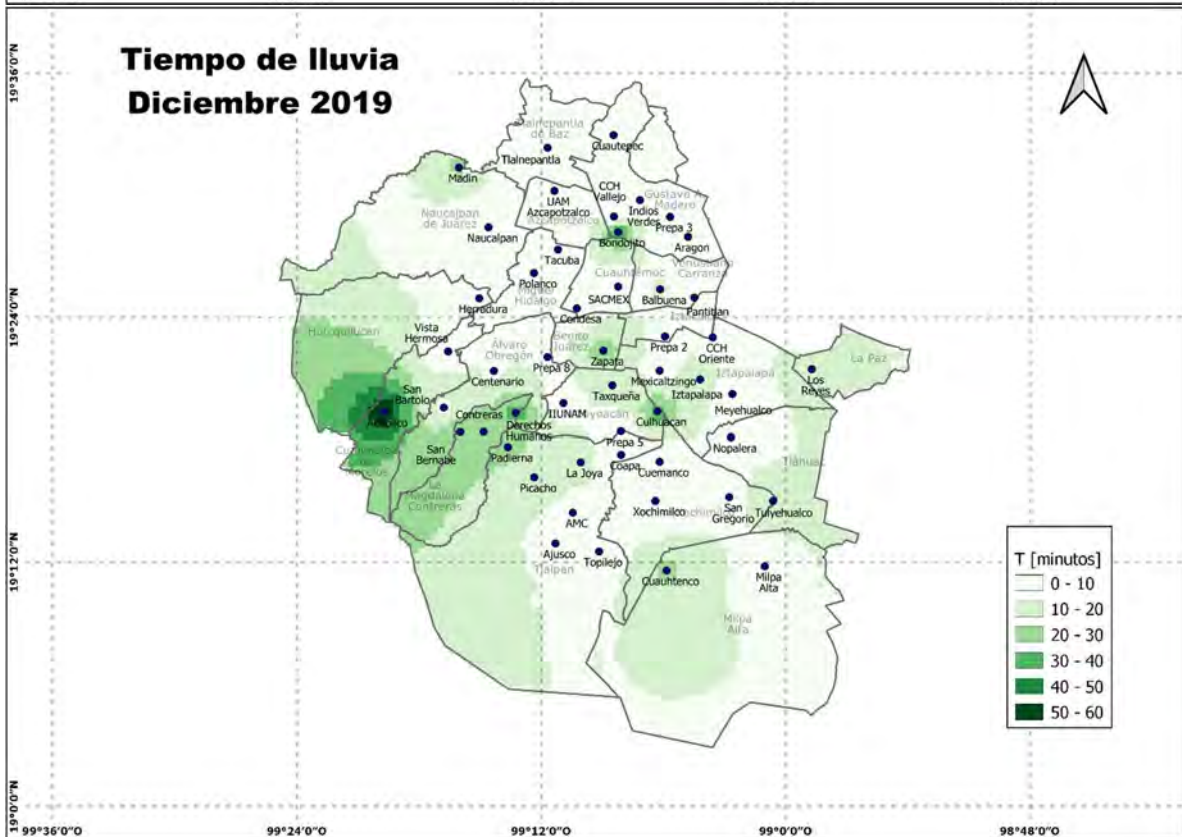 Tiempo de lluvia
Diciembre 2019
19°36'0"N
19°24'0"N
19°12'0"N
19°0'0"N
99°36'0"O
99°24'0"O
99°12'0"O
99°0'0"O
98°48'0"O
Tlalnepantla
de Baz
Cuautepec
Tlalnepantla
Madin
CCH
Vallejo
Gustavo A.
Madero
UAM
Azcapotzalco
Azcapotzalco
Indios
Verdes
Prepa 3
Naucalpan
de Juárez
Naucalpan
Bondojito
Aragon
Tacuba
Venustiano
Carranza
Cuauhtémoc
Polanco
Miguel
Hidalgo
SACMEX
Balbuena
Herradura
Pantitlan
Condesa
Huixquilucan
Vista
Hermosa
Álvaro
Obregón
Benito
Juárez
Prepa 2
CCH
Oriente
Zapata
Prepa 8
La Paz
Centenario
Mexicaltzingo
Iztapalapa
Los
Reyes
San
Bartolo
Taxqueña
Iztapalapa
Meyehualco
Contreras
IIUNAM
Coyoacán
Derechos
Humanos
Culhuacan
San
Bernabe
Padierna
Prepa 5
Nopalera
Coapa
Cuemanco
Tláhuac
La Joya
Picacho
La
Magdalena
Contreras
Xochimilco
San
Gregorio
Tulyehualco
AMC
Ajusco
Topilejo
Tlalpan
Cuauhtenco
Milpa
Alta
Milpa
Alta
T [minutos]
0 - 10
10 - 20
20 - 30
30 - 40
40 - 50
50 - 60